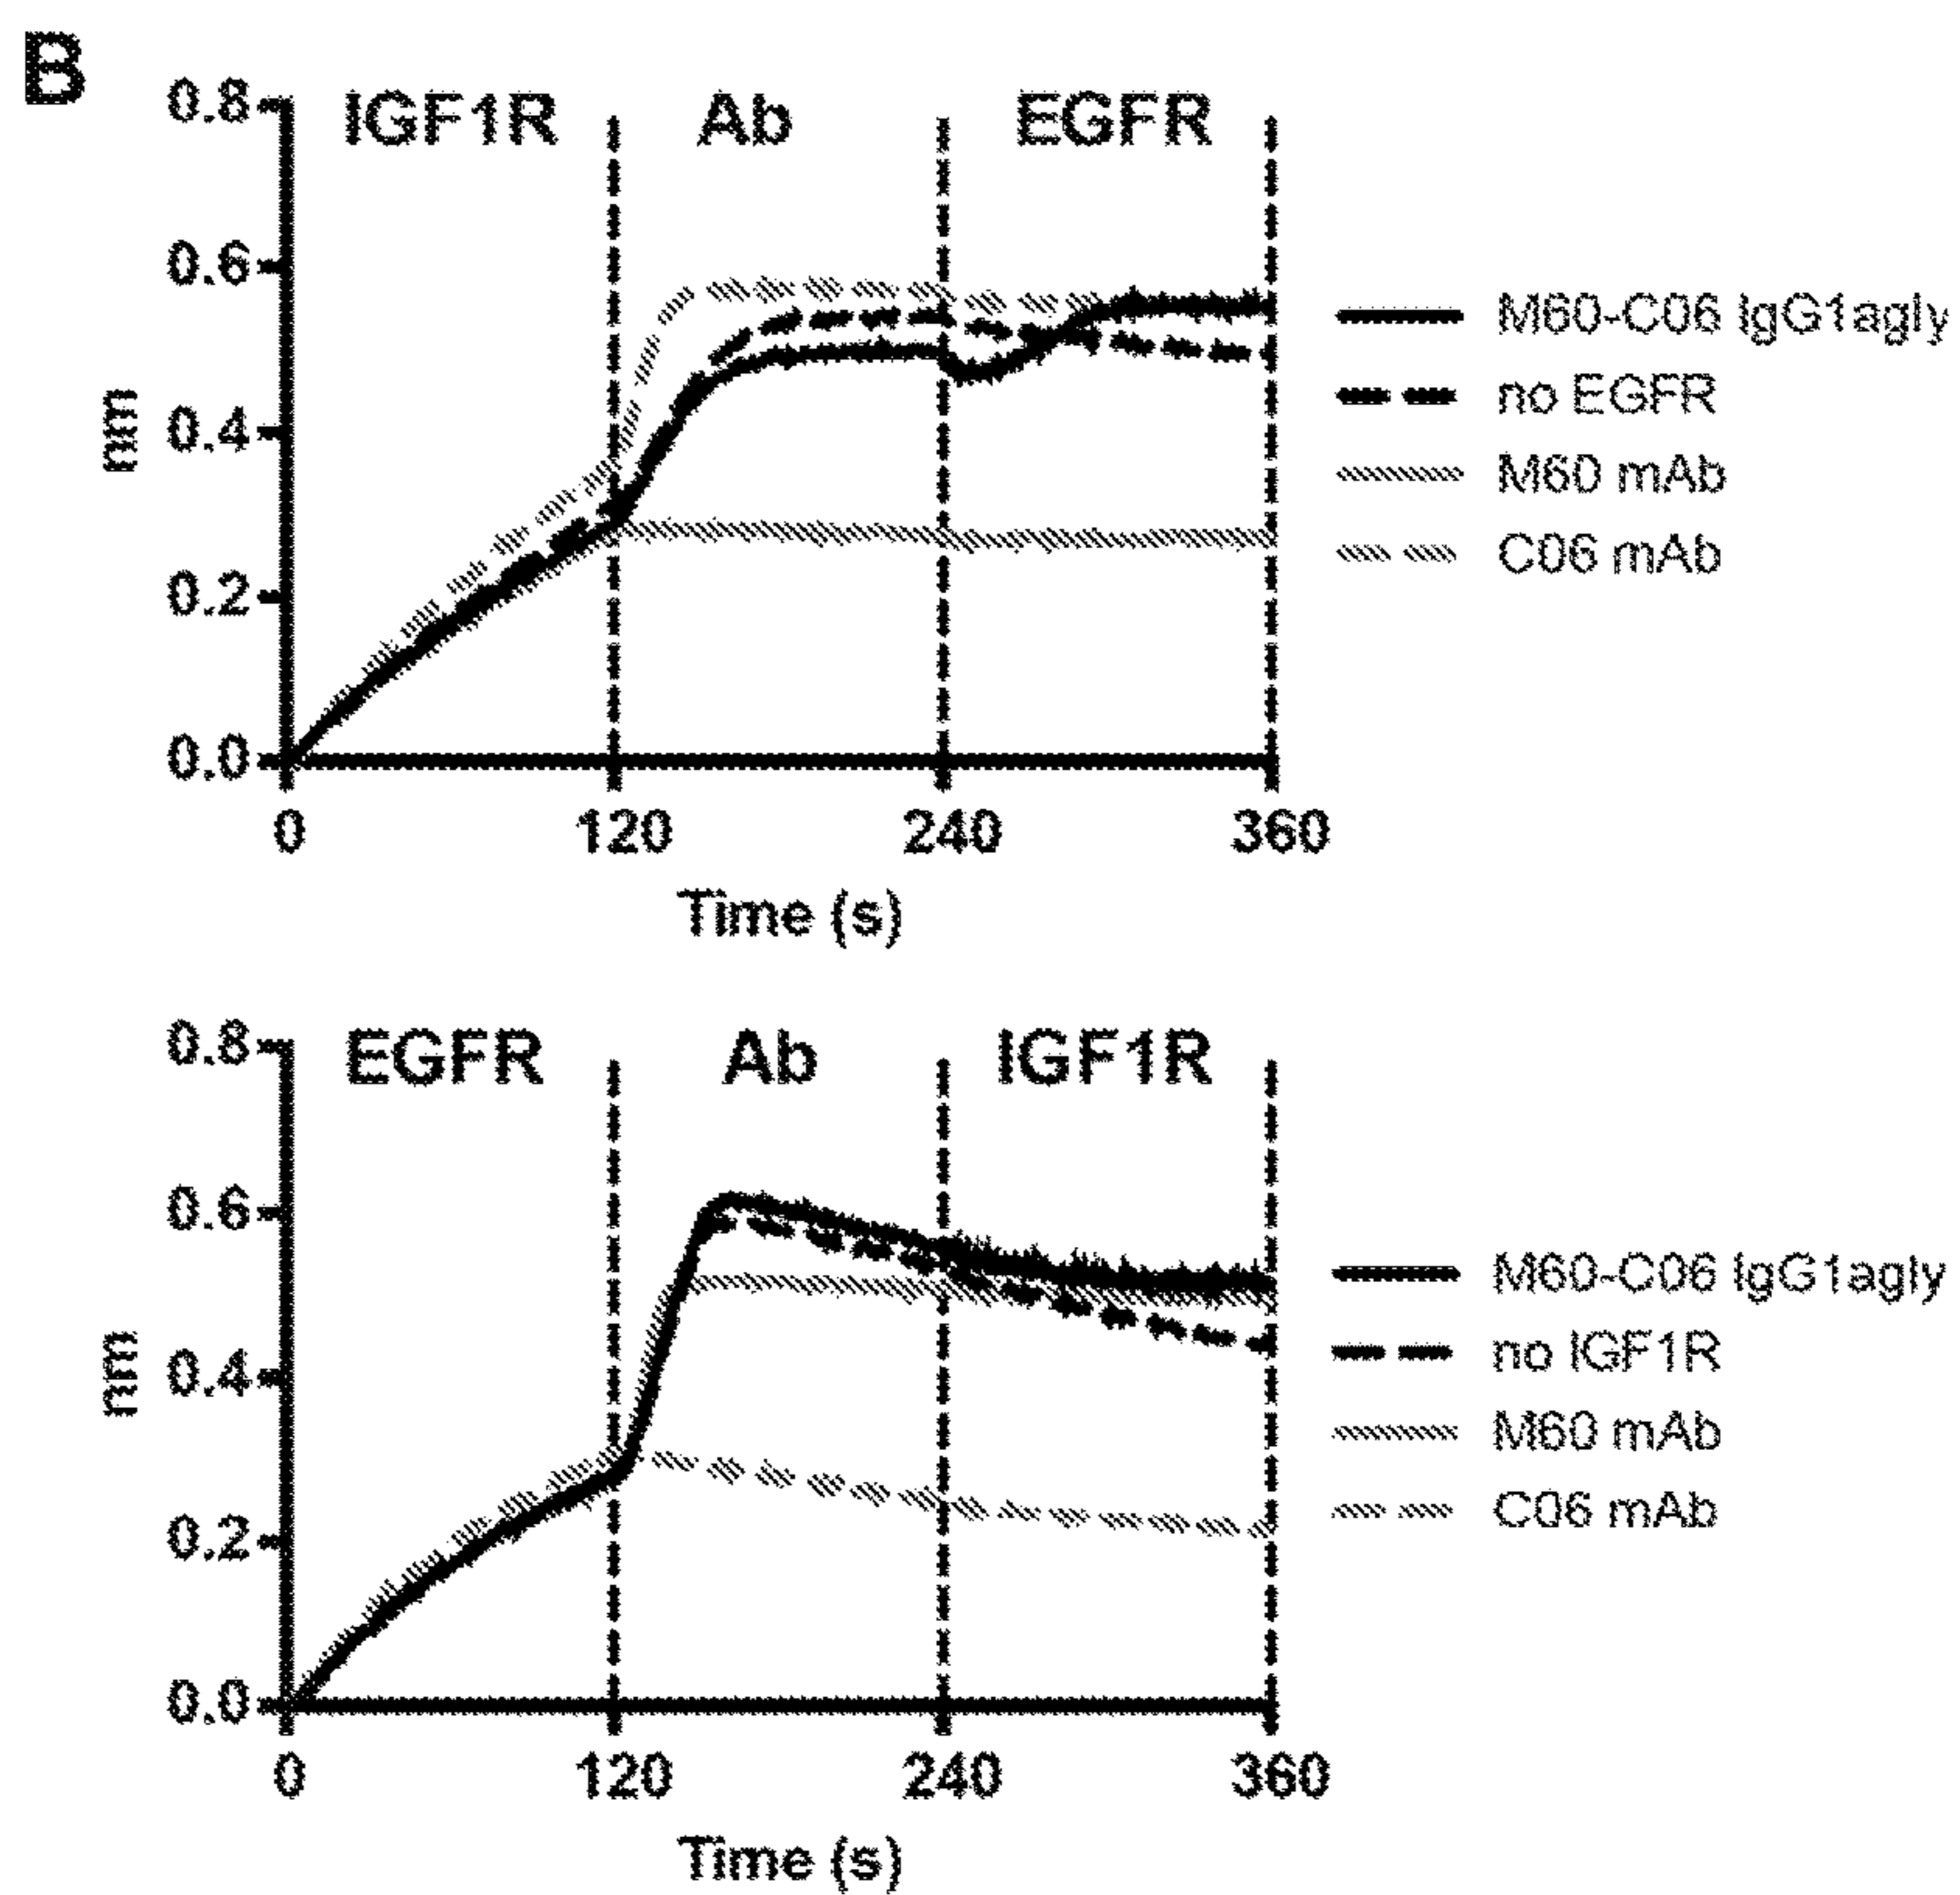 B
IGF1R Ab EGFR
0.8
0.6
0.4
0.2
0.0
nm
0 120 240 360
Time (s)
M60-C06 IgG1agly
no EGFR
M60 mAb
C06 mAb
EGFR Ab IGF1R
0.8
0.6
0.4
0.2
0.0
nm
0 120 240 360
Time (s)
M60-C06 IgG1agly
no IGF1R
M60 mAb
C06 mAb